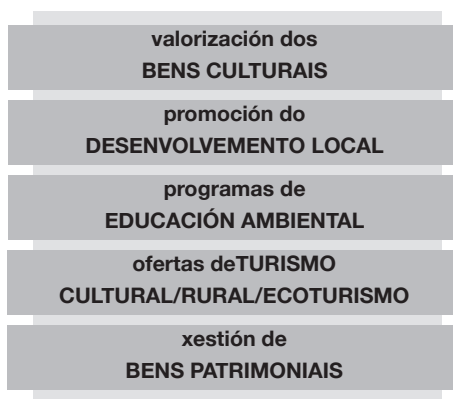 valorización dos
BENS CULTURAIS
promoción do
DESENVOLVEMENTO LOCAL
programas de
EDUCACIÓN AMBIENTAL
ofertas deTURISMO
CULTURAL/RURAL/ECOTURISMO
xestión de
BENS PATRIMONIAIS